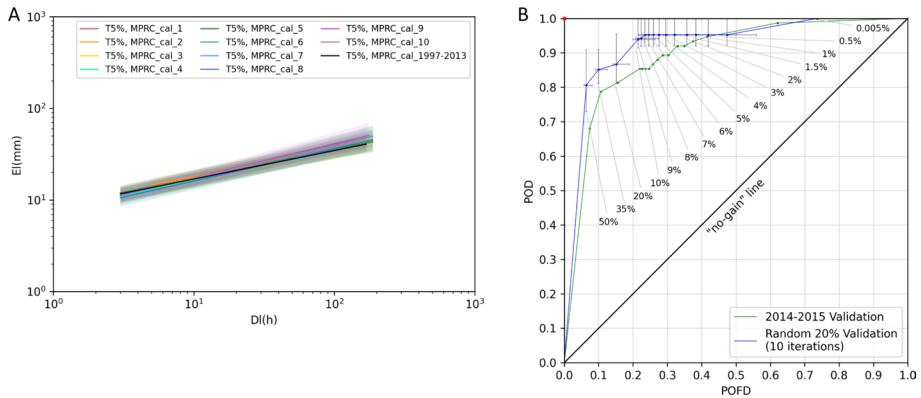 A
T5%, MPRC_cal_1
T5%, MPRC_cal_2
T5%, MPRC_cal_3
T5%, MPRC_cal_4
T5%, MPRC_cal_5
T5%, MPRC_cal_6
T5%, MPRC_cal_7
T5%, MPRC_cal_8
T5%, MPRC_cal_9
T5%, MPRC_cal_10
T5%, MPRC_cal_1997-2013
EI(mm)
10³
10²
10¹
10⁰
10⁰
10¹
10²
10³
DI(h)
B
POD
1.0
0.9
0.8
0.7
0.6
0.5
0.4
0.3
0.2
0.1
0.0
0.005%
0.5%
1%
1.5%
2%
3%
4%
5%
6%
7%
8%
9%
10%
20%
35%
50%
"no-gain" line
2014-2015 Validation
Random 20% Validation
(10 iterations)
0.0
0.1
0.2
0.3
0.4
0.5
0.6
0.7
0.8
0.9
1.0
POFD